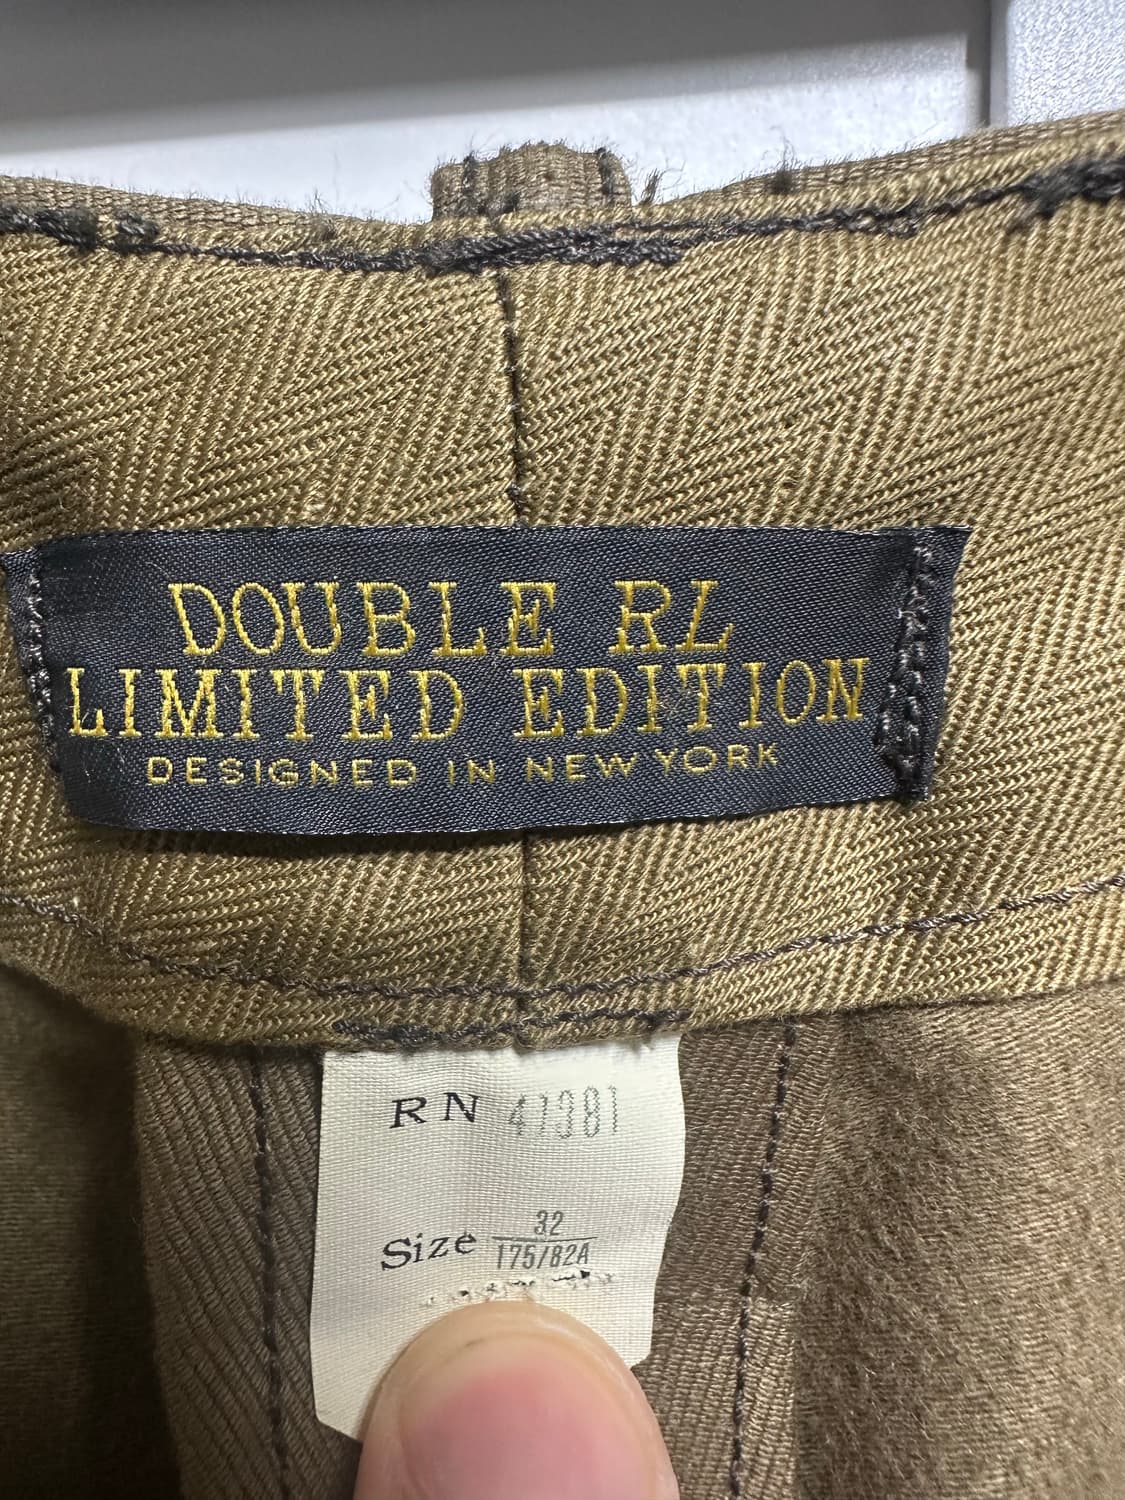 DOUBLE RL
LIMITED EDITION
DESIGNED IN NEW YORK
RN 41381
Size 32
175/82A